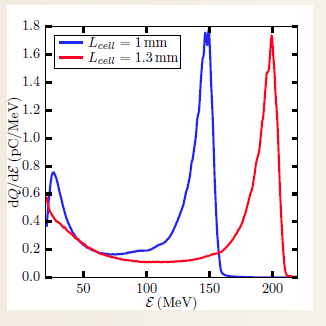 1.8
1.6
1.4
1.2
1.0
0.8
0.6
0.4
0.2
0.0
dQ/dℰ (pC/MeV)
L_cell = 1 mm
L_cell = 1.3 mm
50 100 150 200
ℰ (MeV)